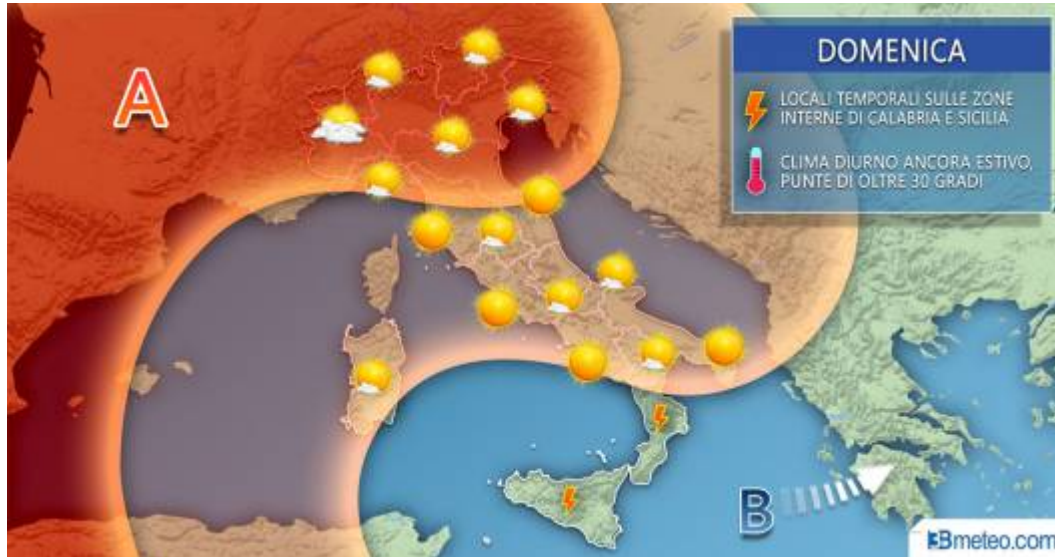 A
DOMENICA
LOCALI TEMPORALI SULLE ZONE
INTERNE DI CALABRIA E SICILIA
CLIMA DIURNO ANCORA ESTIVO,
PUNTE DI OLTRE 30 GRADI
B
3Bmeteo.com